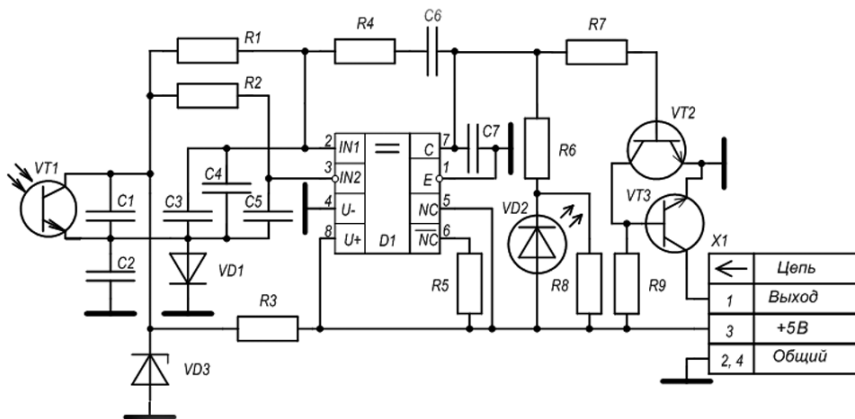 C6
R1
R4
R7
R2
VT2
2
IN1
C
7
C7
R6
3
IN2
E
1
VT1
C4
VT3
C1
C3
C5
4
U-
NC
5
VD2
8
U+
D1
NC
6
X1
C2
VD1
R5
R8
R9
Цепь
R3
1
Выход
3
+5В
VD3
2, 4
Общий